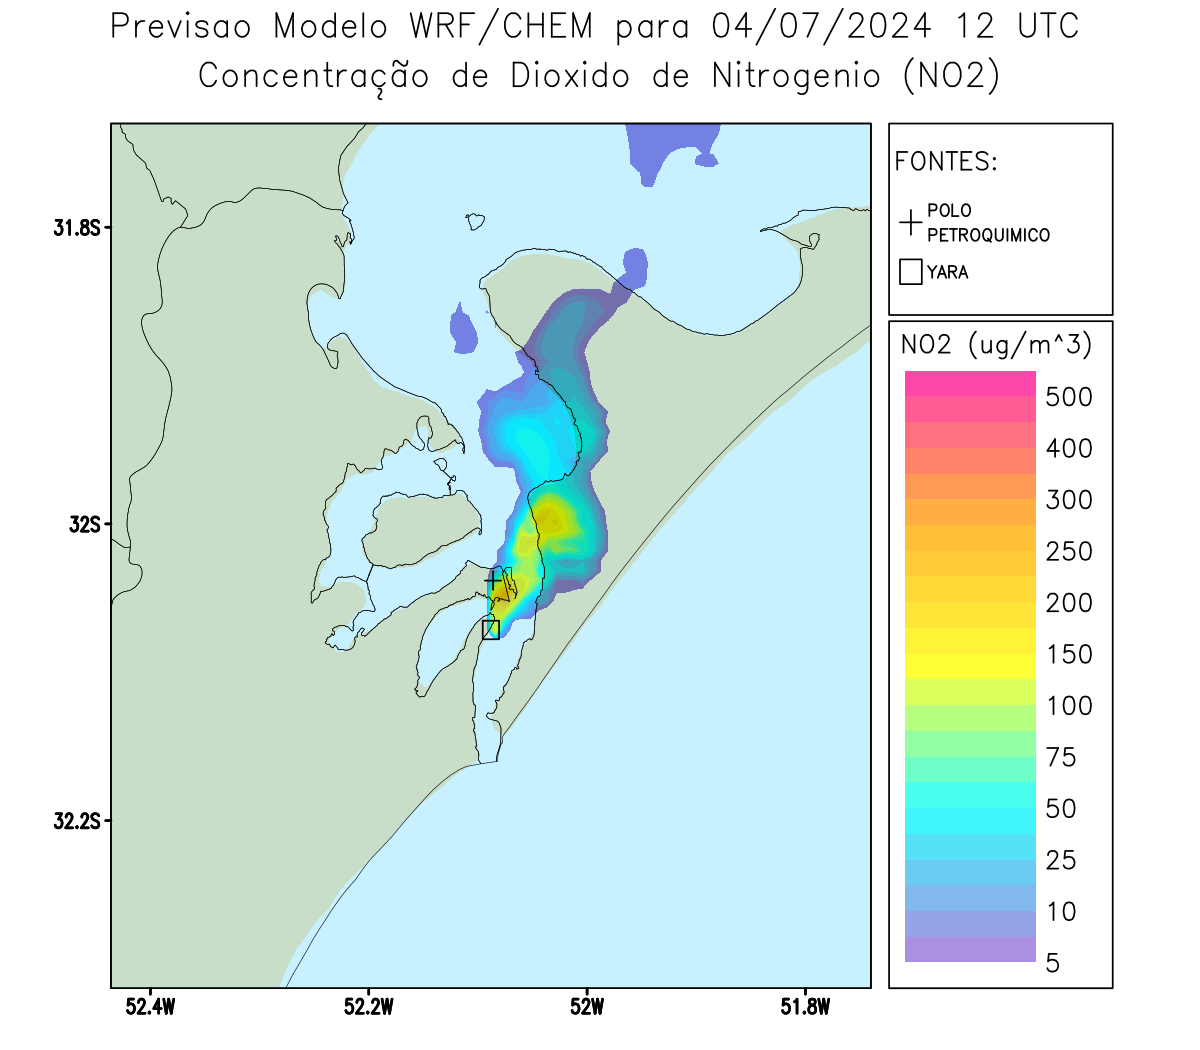 Previsao Modelo WRF/CHEM para 04/07/2024 12 UTC
Concentração de Dioxido de Nitrogenio (NO2)
FONTES:
POLO
PETROQUIMICO
YARA
NO2 (ug/m^3)
500
400
300
250
200
150
100
75
50
25
10
5
31.8S
32S
32.2S
52.4W
52.2W
52W
51.8W